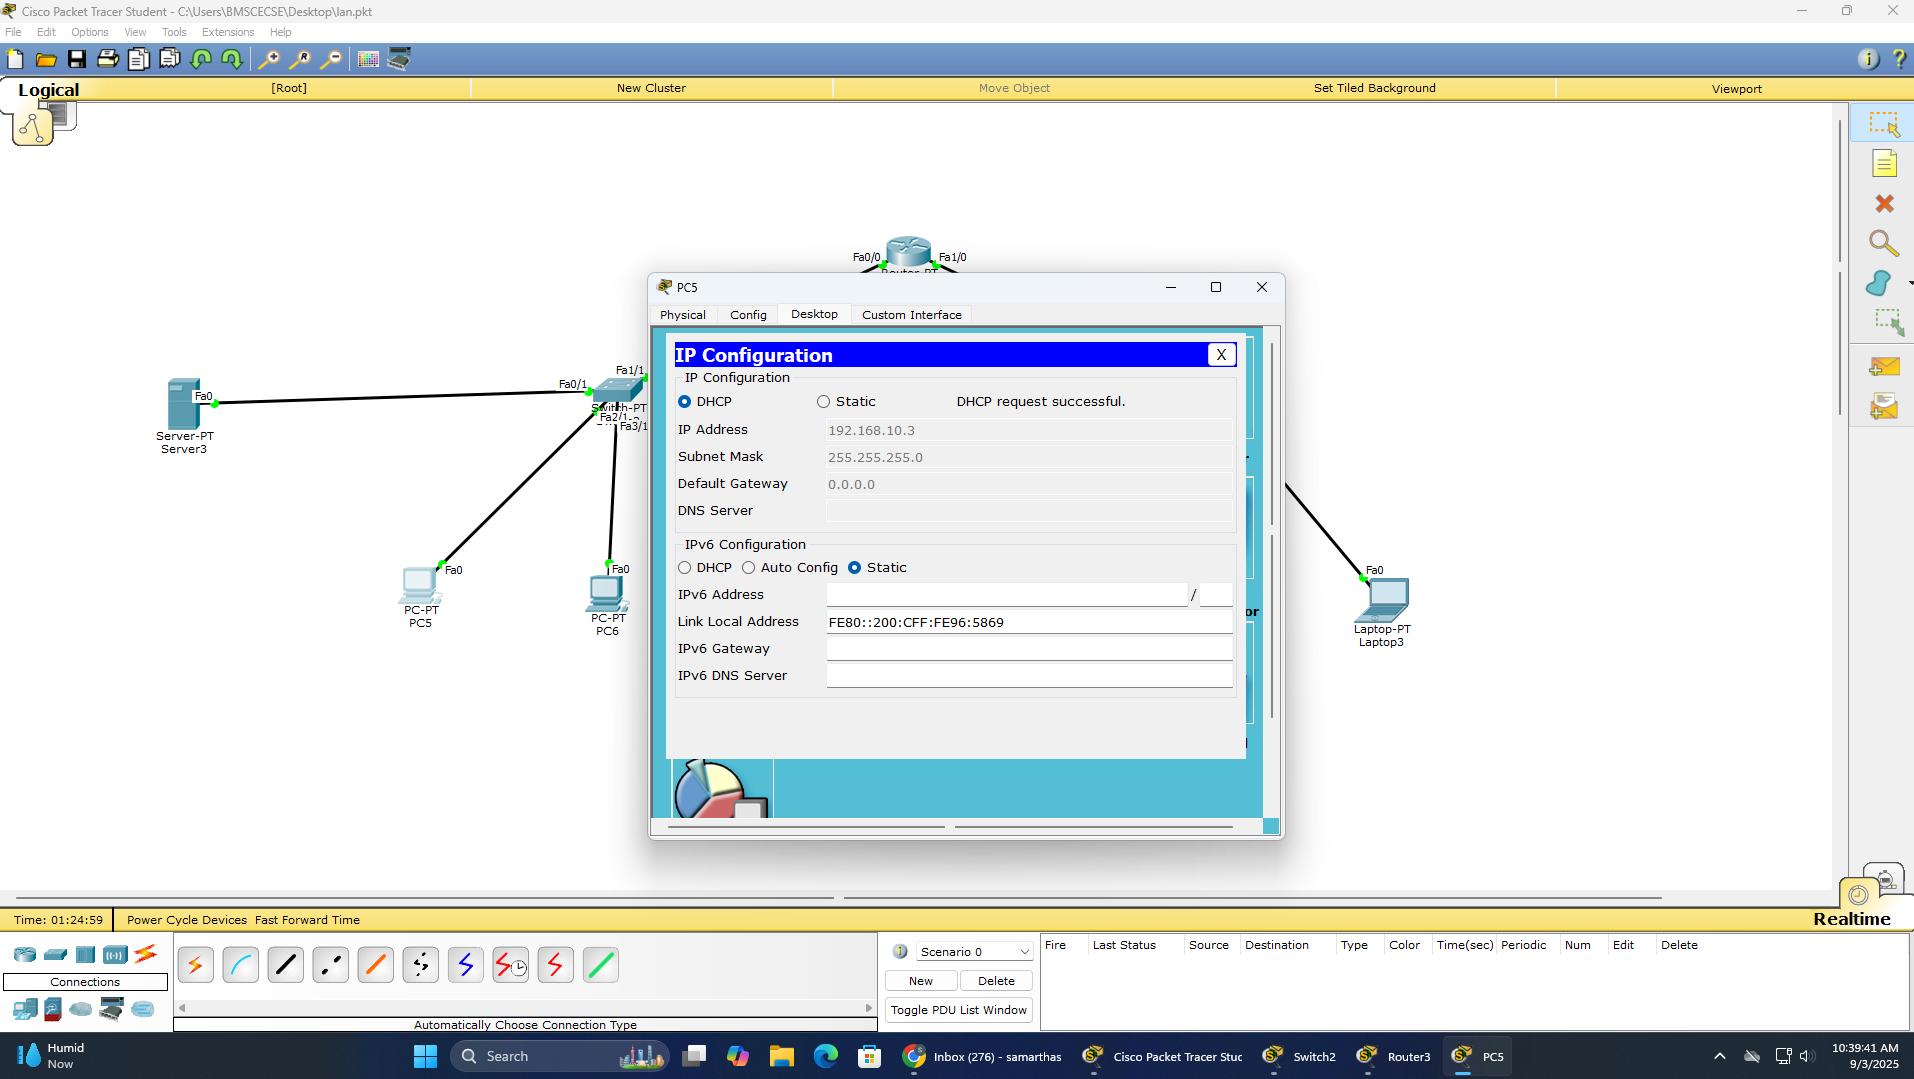 Cisco Packet Tracer Student - C:\Users\BMSCECSE\Desktop\lan.pkt
File Edit Options View Tools Extensions Help
Logical [Root] New Cluster Move Object Set Tiled Background Viewport
Fa0/0 Fa1/0
PC5
Physical Config Desktop Custom Interface
IP Configuration X
IP Configuration
DHCP Static DHCP request successful.
IP Address 192.168.10.3
Subnet Mask 255.255.255.0
Default Gateway 0.0.0.0
DNS Server
IPv6 Configuration
DHCP Auto Config Static
IPv6 Address /
Link Local Address FE80::200:CFF:FE96:5869
IPv6 Gateway
IPv6 DNS Server
Fa1/1
Fa0/1
Fa0
Switch-PT
Fa2/1
Fa3/1
Server-PT
Server3
Fa0
PC-PT
PC5
Fa0
PC-PT
PC6
Fa0
Laptop-PT
Laptop3
Time: 01:24:59 Power Cycle Devices Fast Forward Time
Realtime
Connections
Automatically Choose Connection Type
Scenario 0
New Delete
Toggle PDU List Window
Fire Last Status Source Destination Type Color Time(sec) Periodic Num Edit Delete
Humid
Now
Search
Inbox (276) - samarthas
Cisco Packet Tracer Stuc
Switch2
Router3
PC5
10:39:41 AM
9/3/2025